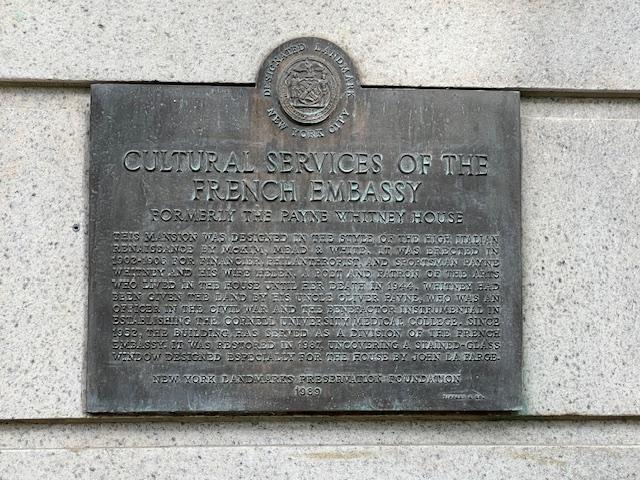 DESIGNATED LANDMARK
NEW YORK CITY
CULTURAL SERVICES OF THE
FRENCH EMBASSY
FORMERLY THE PAYNE WHITNEY HOUSE
THIS MANSION WAS DESIGNED IN THE STYLE OF THE HIGH ITALIAN
RENAISSANCE BY MCKIM, MEAD & WHITE. IT WAS ERECTED IN
1902-1906 FOR FINANCIER, PHILANTHROPIST AND SPORTSMAN PAYNE
WHITNEY AND HIS WIFE HELEN, A POET AND PATRON OF THE ARTS
WHO LIVED IN THE HOUSE UNTIL HER DEATH IN 1944. WHITNEY HAD
BEEN GIVEN THE LAND BY HIS UNCLE OLIVER PAYNE, WHO WAS AN
OFFICER IN THE CIVIL WAR AND THE BENEFACTOR INSTRUMENTAL IN
ESTABLISHING THE CORNELL UNIVERSITY MEDICAL COLLEGE. SINCE
1952, THE BUILDING HAS SERVED AS A DIVISION OF THE FRENCH
EMBASSY. IT WAS RESTORED IN 1987, UNCOVERING A STAINED-GLASS
WINDOW DESIGNED ESPECIALLY FOR THE HOUSE BY JOHN LA FARGE.
NEW YORK LANDMARKS PRESERVATION FOUNDATION
1989